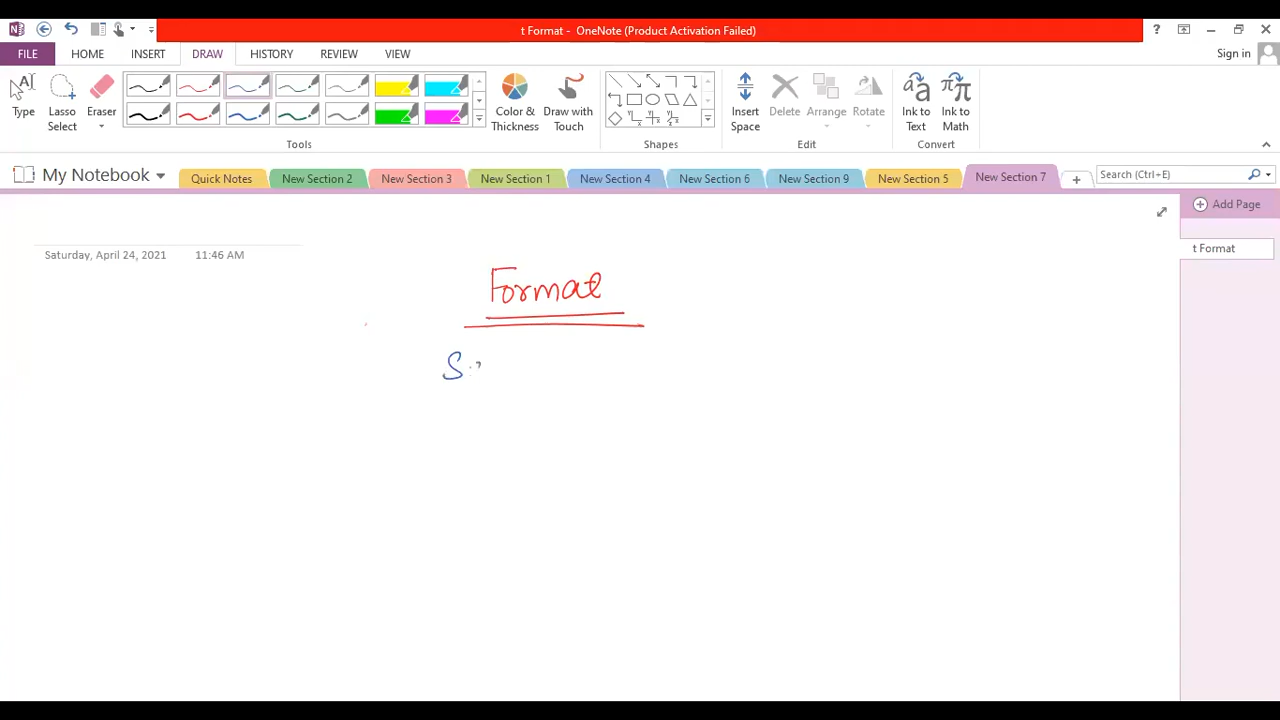 t Format - OneNote (Product Activation Failed)
?
FILE HOME INSERT DRAW HISTORY REVIEW VIEW
Sign in
Type
Lasso Select
Eraser
Color & Thickness
Draw with Touch
Insert Space
Delete
Arrange
Rotate
Ink to Text
Ink to Math
Tools Shapes Edit Convert
My Notebook
Quick Notes New Section 2 New Section 3 New Section 1 New Section 4 New Section 6 New Section 9 New Section 5 New Section 7
Search (Ctrl+E)
Add Page
t Format
Saturday, April 24, 2021 11:46 AM
Format
S